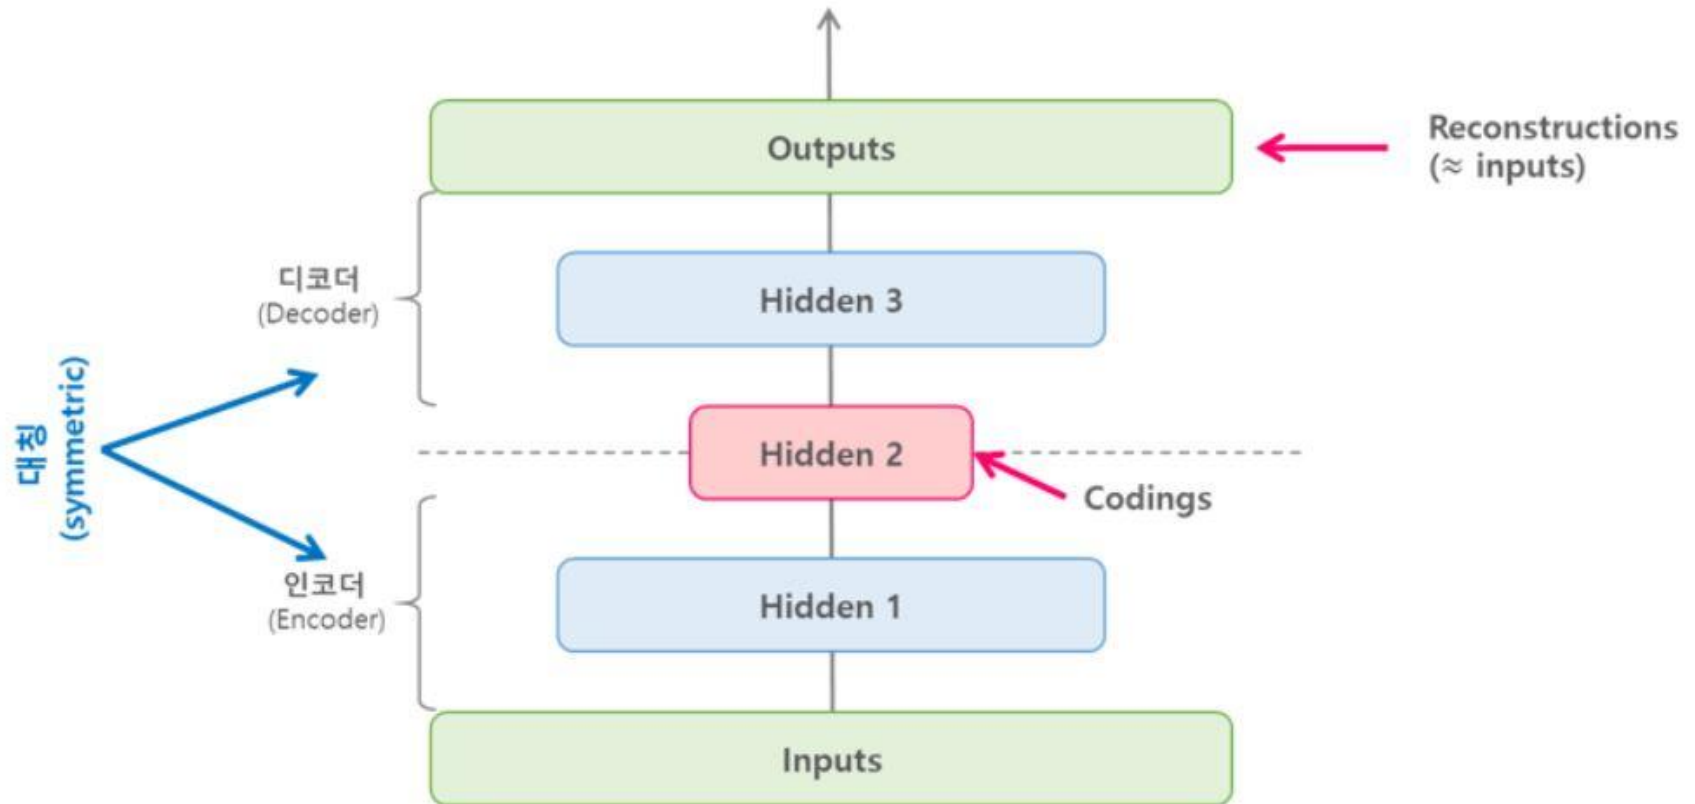 Outputs
Reconstructions
(≈ inputs)
디코더
(Decoder)
Hidden 3
대칭
(symmetric)
Hidden 2
Codings
인코더
(Encoder)
Hidden 1
Inputs